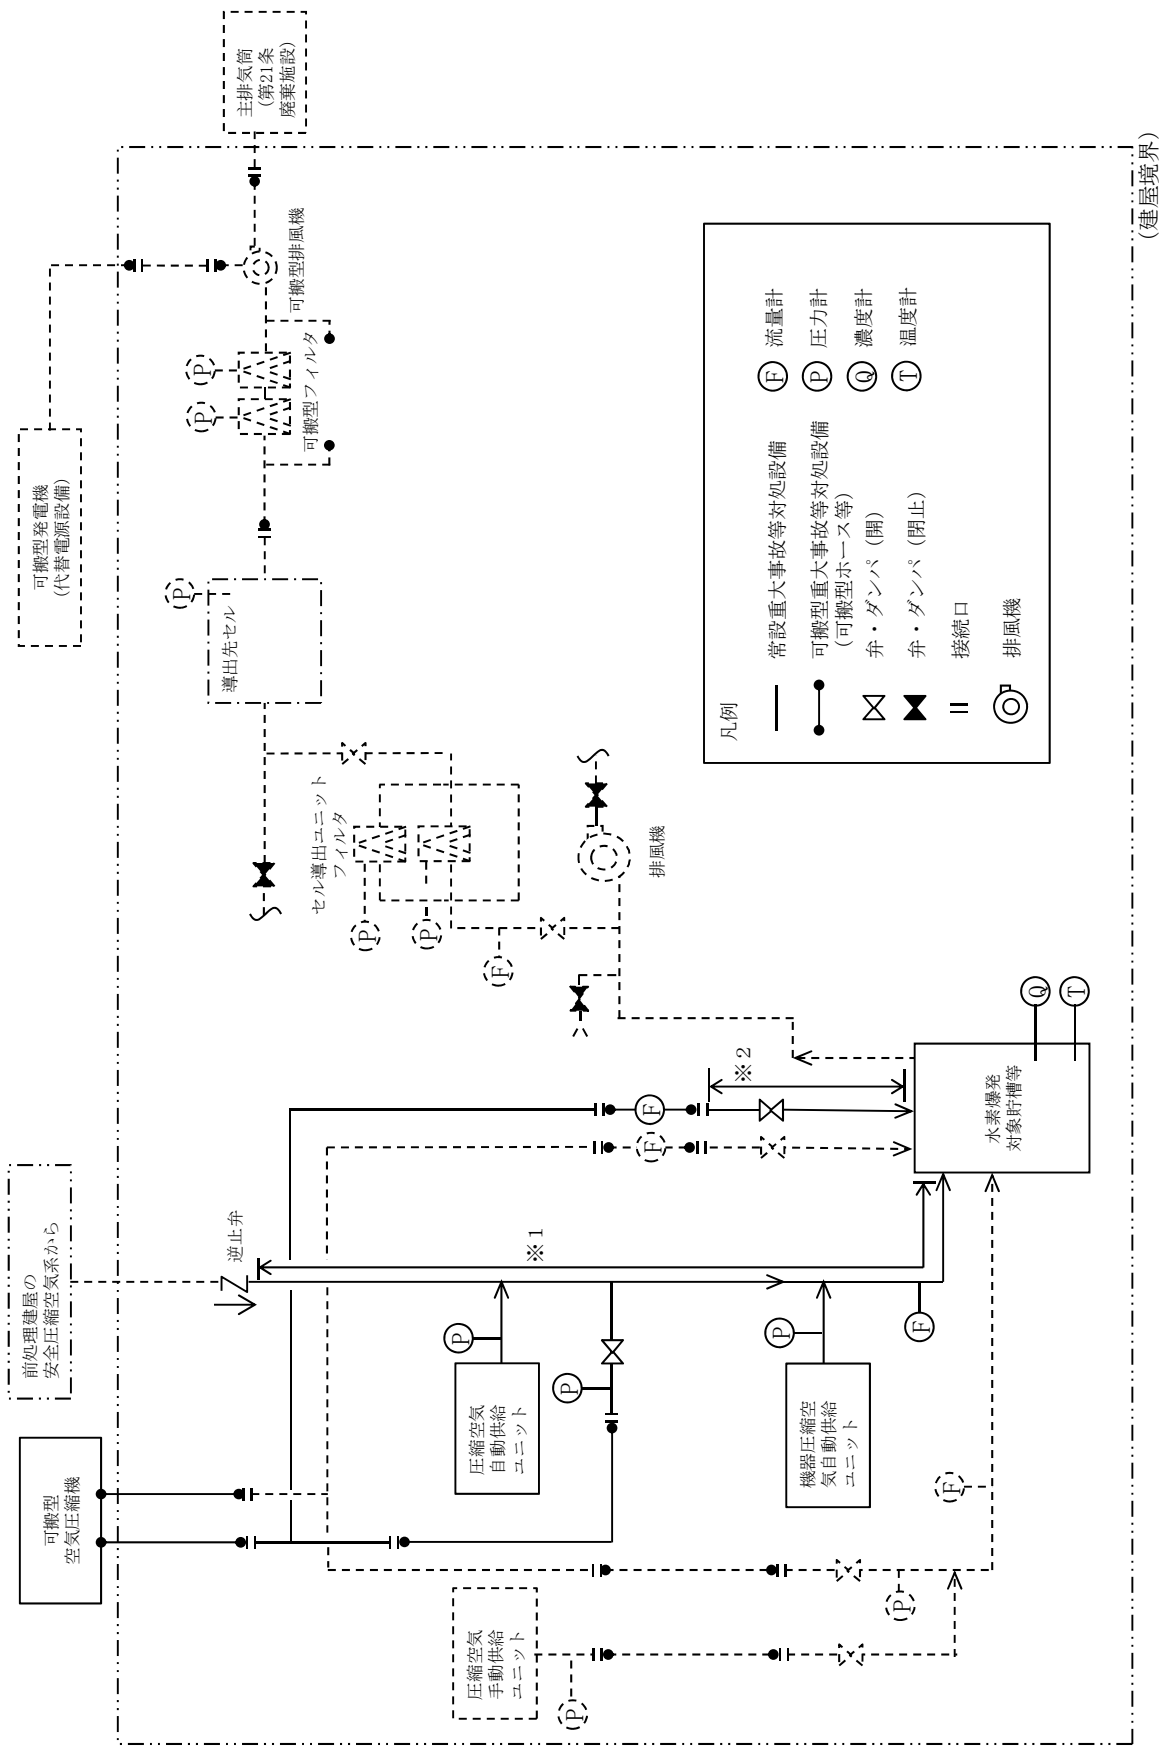 主排気筒
(第21条
廃棄施設)
(建屋境界)
可搬型排風機
可搬型フィルタ
P
P
可搬型発電機
(代替電源設備)
P
導出先セル
セル導出ユニット
フィルタ
P
P
F
排風機
凡例
常設重大事故等対処設備
可搬型重大事故等対処設備
(可搬型ホース等)
弁・ダンパ (開)
弁・ダンパ (閉止)
接続口
排風機
F 流量計
P 圧力計
Q 濃度計
T 温度計
Q
T
水素爆発
対象貯槽等
※2
F
F
※1
逆止弁
前処理建屋の
安全圧縮空気系から
P
圧縮空気
自動供給
ユニット
P
P
機器圧縮空
気自動供給
ユニット
F
可搬型
空気圧縮機
F
P
圧縮空気
手動供給
ユニット
P